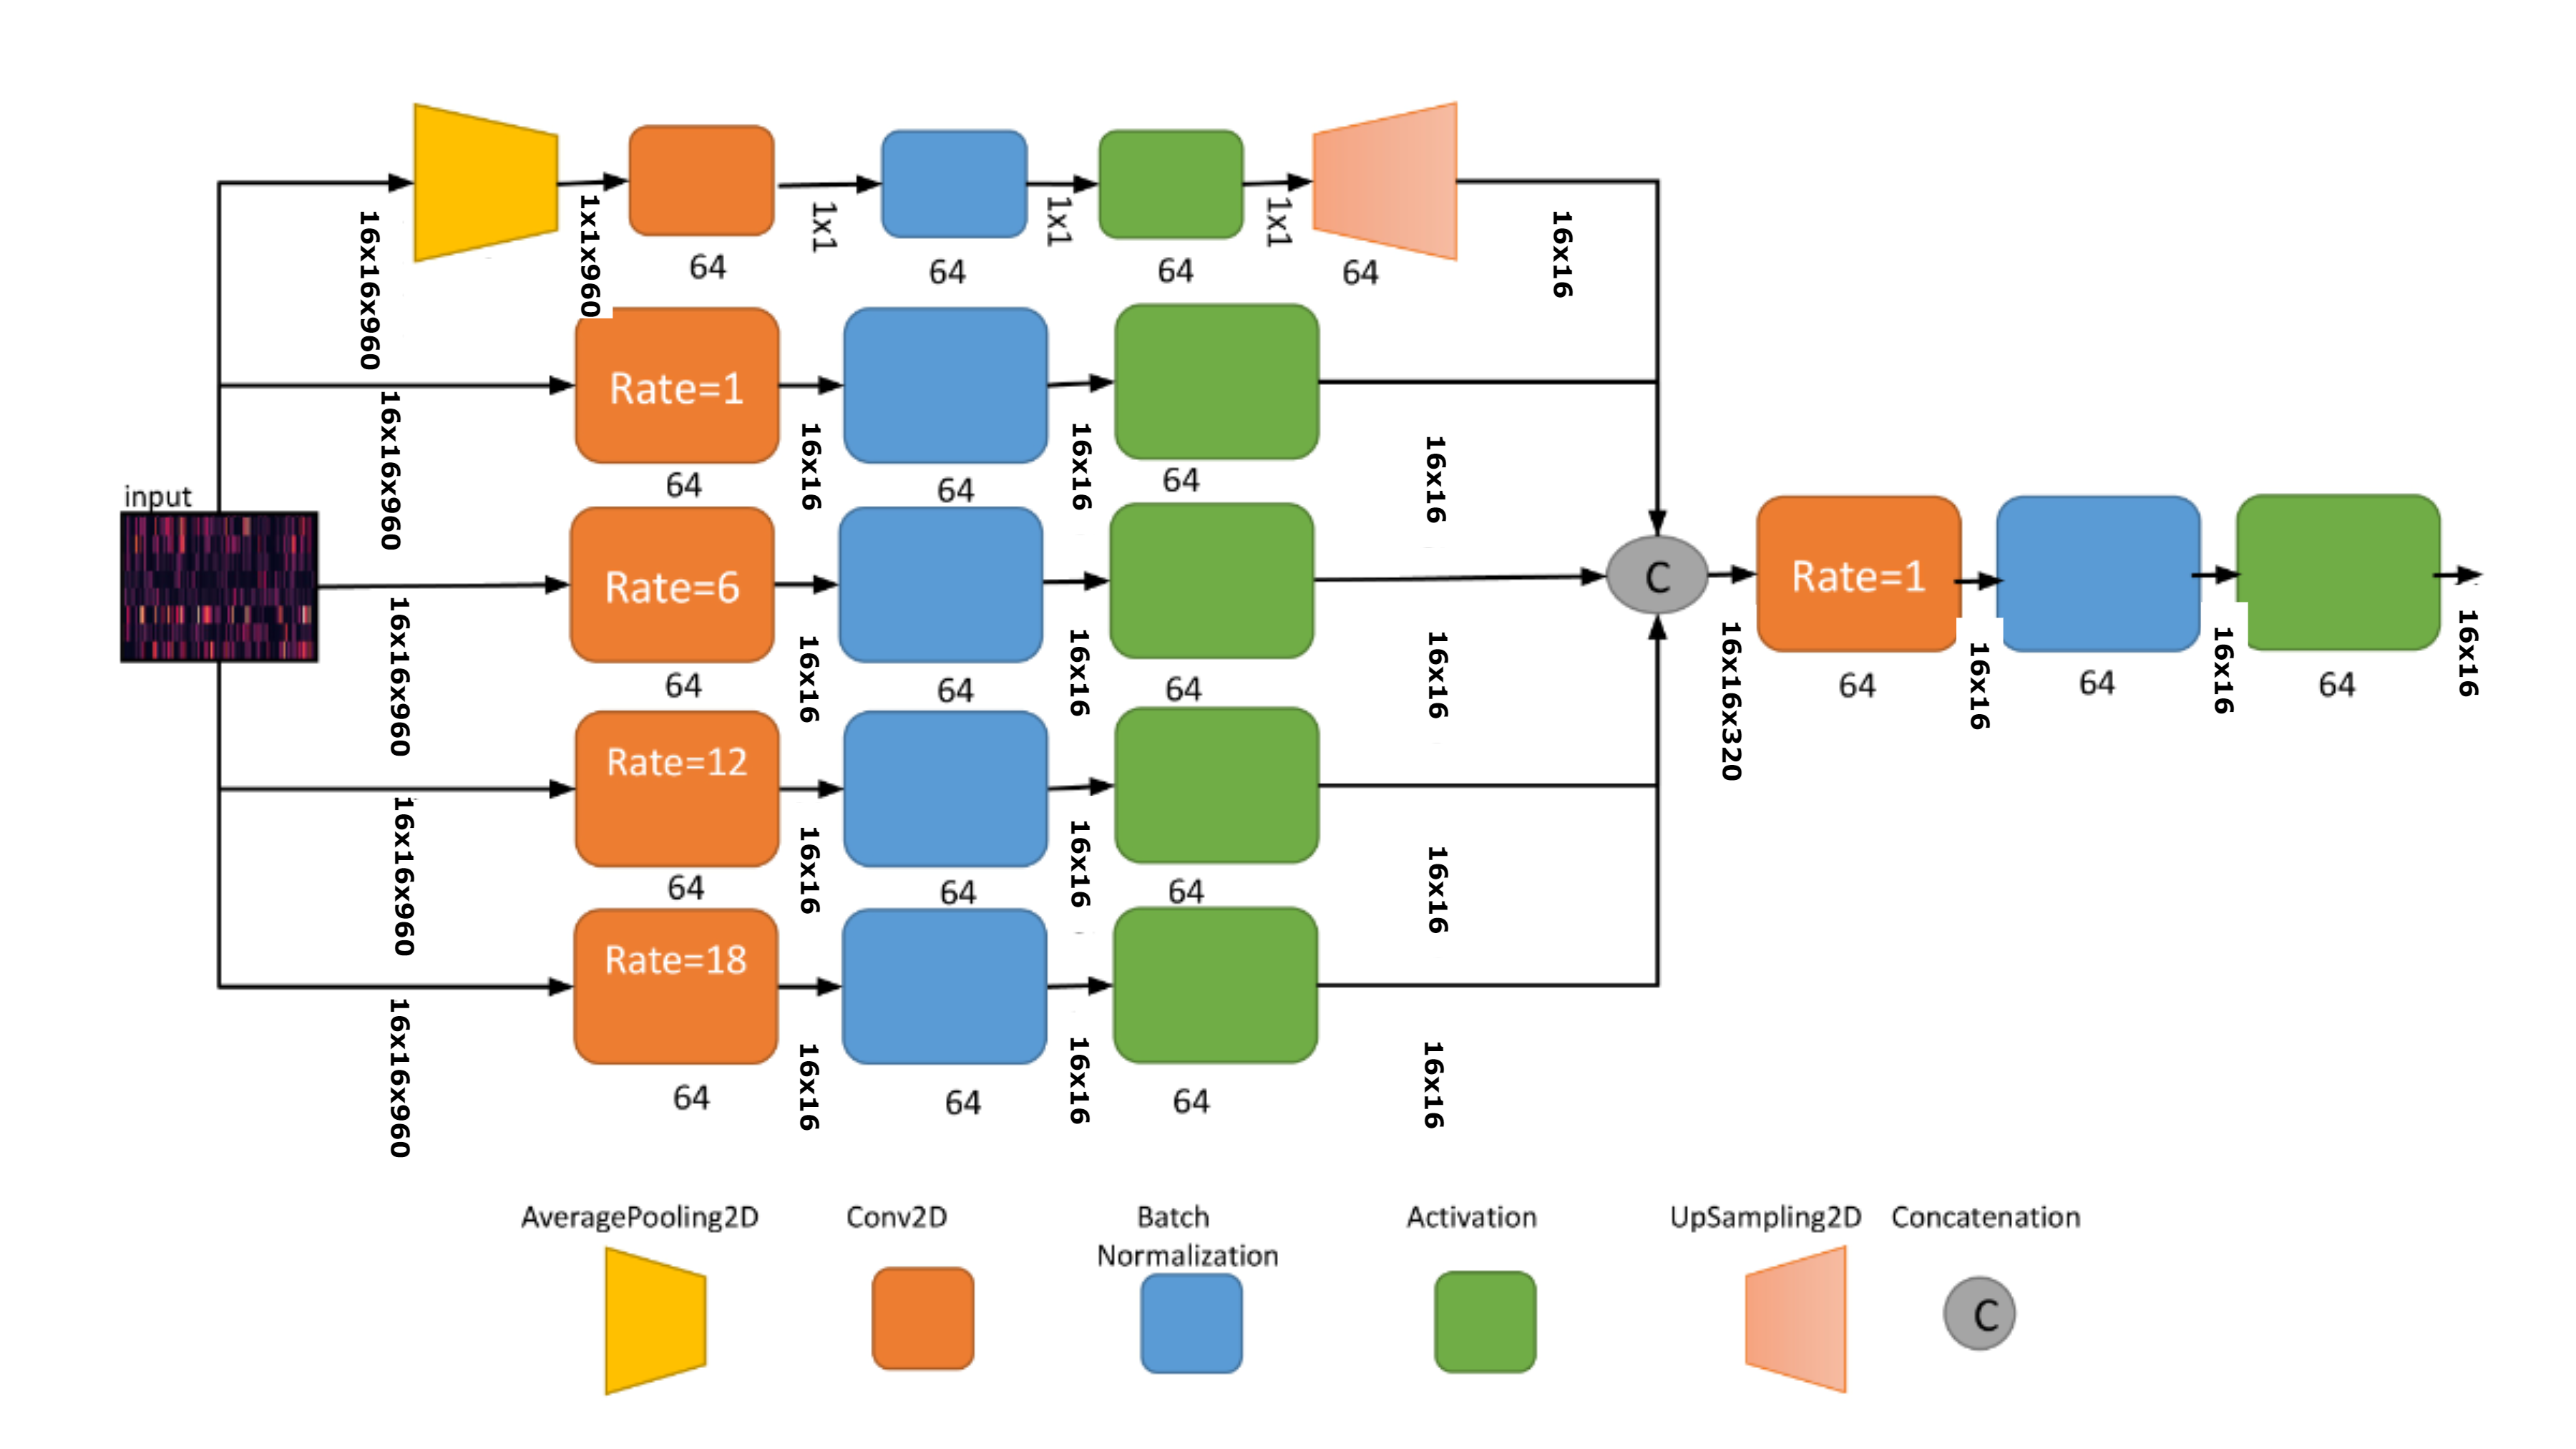 16x16x960
1x1x960
64
1x1
64
1x1
64
1x1
64
16x16
16x16x960
Rate=1
64
16x16
64
16x16
64
16x16
input
16x16x960
Rate=6
64
16x16
64
16x16
64
16x16
C
16x16x320
Rate=1
64
16x16
64
16x16
64
16x16
16x16x960
Rate=12
64
16x16
64
16x16
64
16x16
16x16x960
Rate=18
64
16x16
64
16x16
64
16x16
AveragePooling2D
Conv2D
Batch
Normalization
Activation
UpSampling2D
Concatenation
C